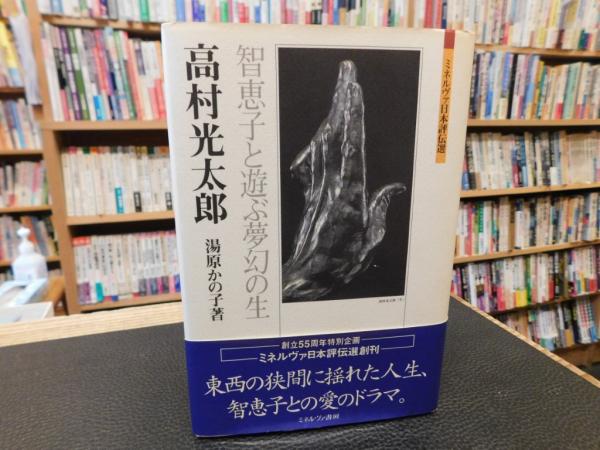 ミネルヴァ日本評伝選
高村光太郎
智恵子と遊ぶ夢幻の生
湯原かの子著
創立55周年特別企画
ミネルヴァ日本評伝選創刊
東西の狭間に揺れた人生、
智恵子との愛のドラマ。
ミネルヴァ書房